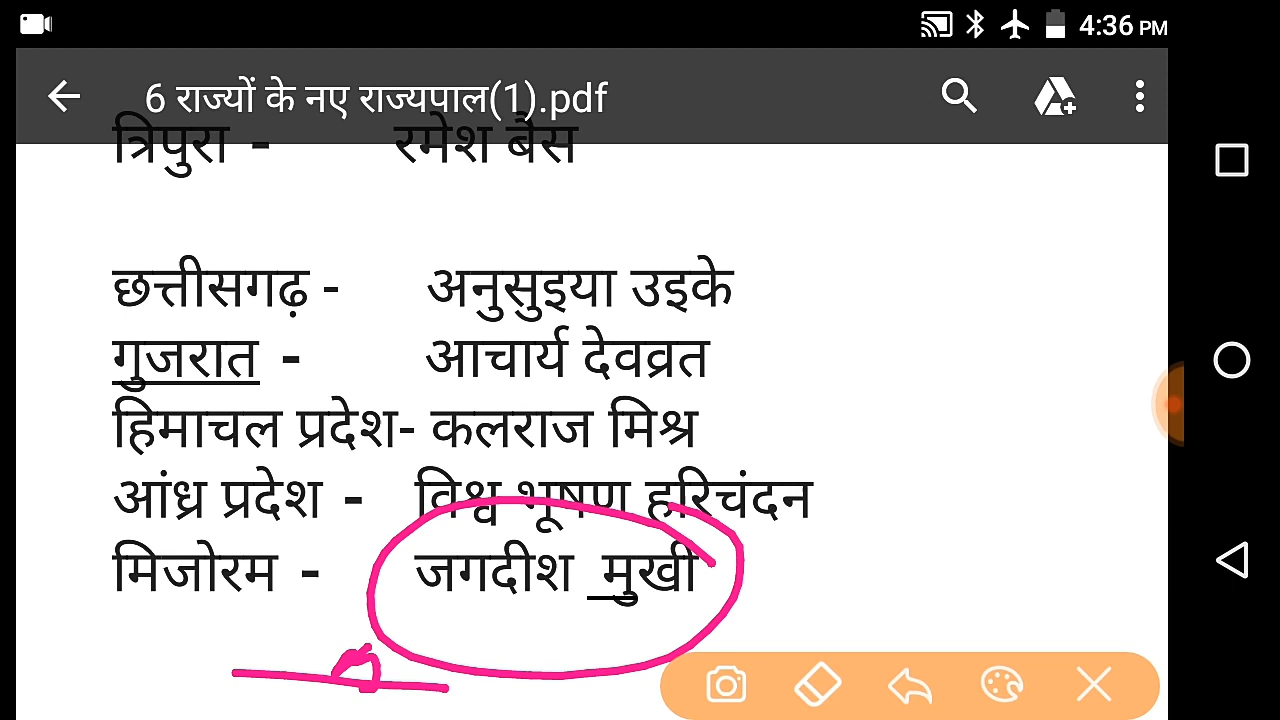 4:36 PM
6 राज्यों के नए राज्यपाल(1).pdf
त्रिपुरा - रमेश बैस
छत्तीसगढ़ - अनुसुइया उइके
गुजरात - आचार्य देवव्रत
हिमाचल प्रदेश- कलराज मिश्र
आंध्र प्रदेश - विश्व भूषण हरिचंदन
मिजोरम - जगदीश मुखी